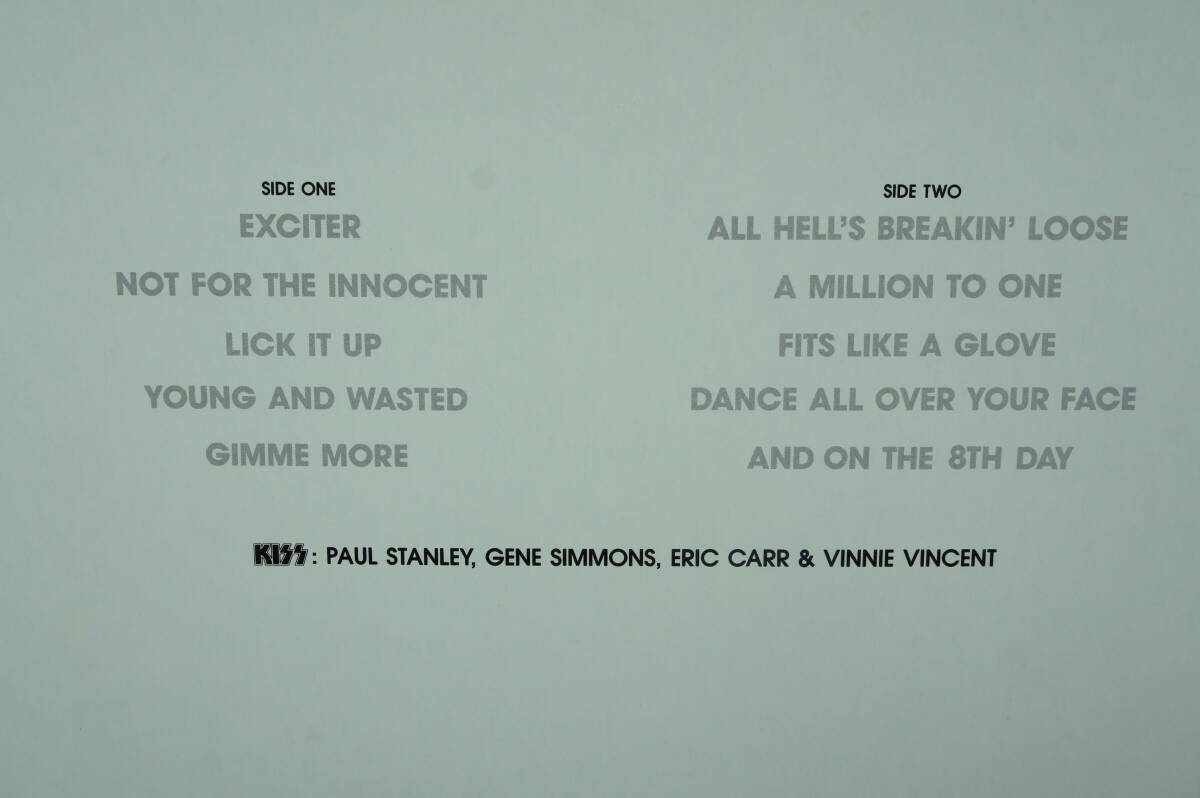 SIDE ONE
EXCITER
NOT FOR THE INNOCENT
LICK IT UP
YOUNG AND WASTED
GIMME MORE
SIDE TWO
ALL HELL'S BREAKIN' LOOSE
A MILLION TO ONE
FITS LIKE A GLOVE
DANCE ALL OVER YOUR FACE
AND ON THE 8TH DAY
KISS: PAUL STANLEY, GENE SIMMONS, ERIC CARR & VINNIE VINCENT